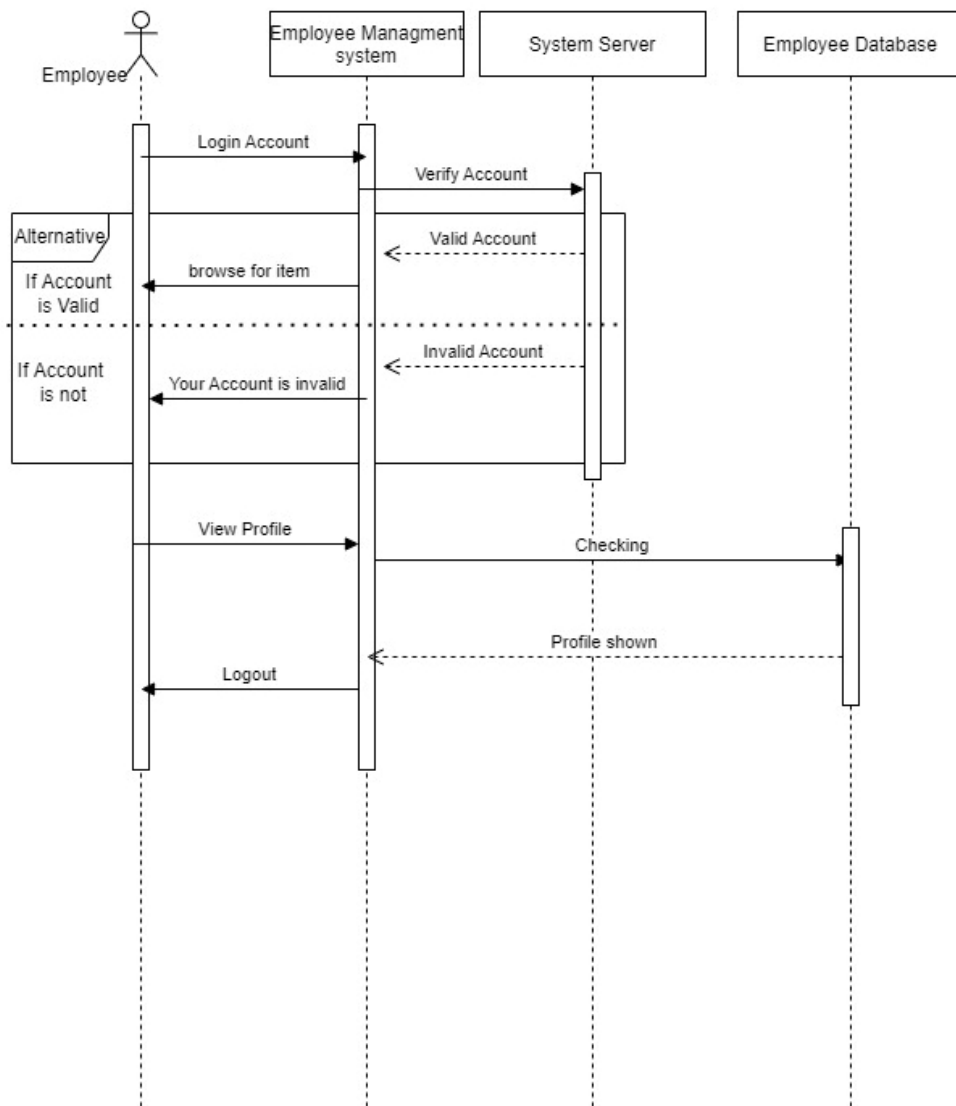 Employee
Employee Managment
system
System Server
Employee Database
Login Account
Verify Account
Alternative
Valid Account
If Account
is Valid
browse for item
Invalid Account
If Account
is not
Your Account is invalid
View Profile
Checking
Profile shown
Logout